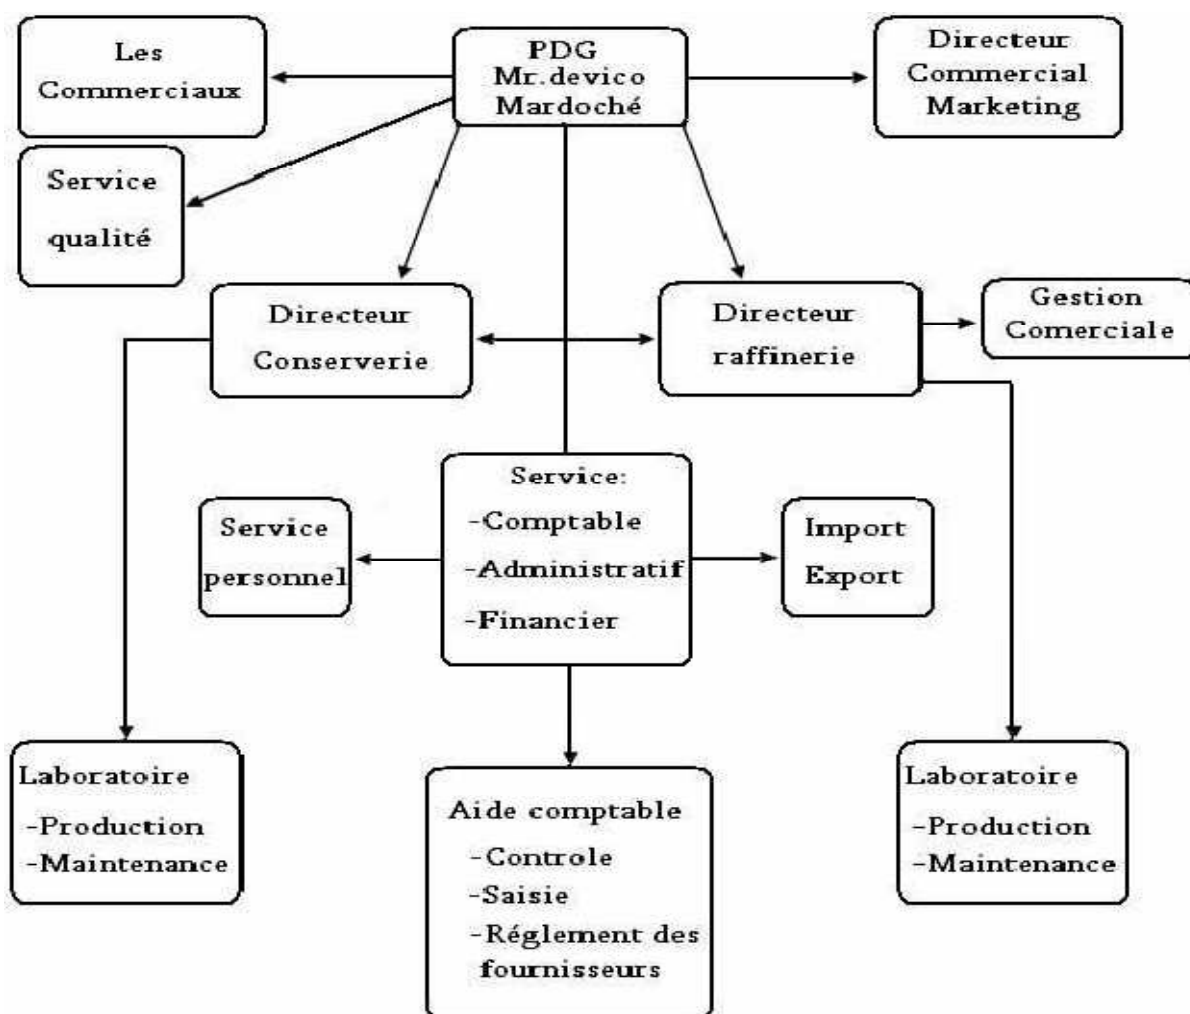 Les
Commerciaux
PDG
Mr.devico
Mardoché
Directeur
Commercial
Marketing
Service
qualité
Directeur
Conserverie
Directeur
raffinerie
Gestion
Comerciale
Service:
-Comptable
-Administratif
-Financier
Service
personnel
Import
Export
Laboratoire
-Production
-Maintenance
Aide comptable
-Controle
-Saisie
-Réglement des
fournisseurs
Laboratoire
-Production
-Maintenance